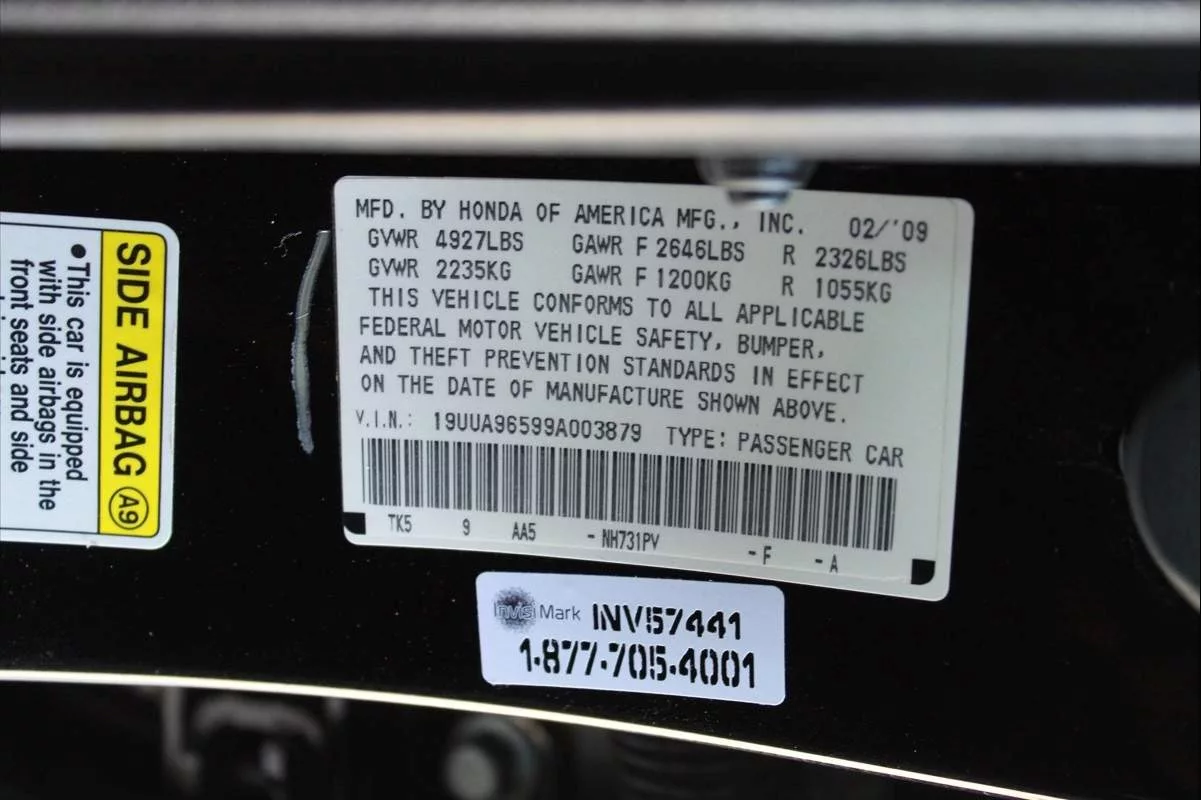 MFD. BY HONDA OF AMERICA MFG., INC. 02/'09
GVWR 4927LBS GAWR F 2646LBS R 2326LBS
GVWR 2235KG GAWR F 1200KG R 1055KG
THIS VEHICLE CONFORMS TO ALL APPLICABLE
FEDERAL MOTOR VEHICLE SAFETY, BUMPER,
AND THEFT PREVENTION STANDARDS IN EFFECT
ON THE DATE OF MANUFACTURE SHOWN ABOVE.
V.I.N.: 19UUA96599A003879 TYPE: PASSENGER CAR
TK5 9 AA5 -NH731PV -F -A
InvisiMark INV57441
1-877-705-4001
SIDE AIRBAG A9
•This car is equipped
with side airbags in the
front seats and side